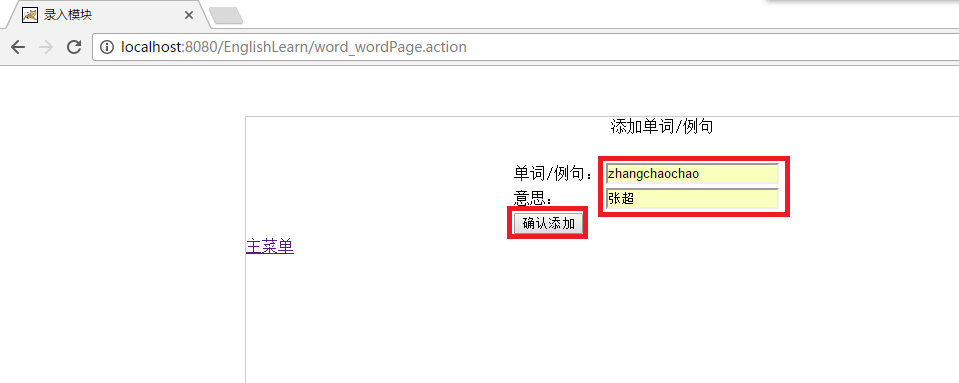 录入模块
localhost:8080/EnglishLearn/word_wordPage.action
添加单词/例句
单词/例句: zhangchaochao
意思: 张超
确认添加
主菜单